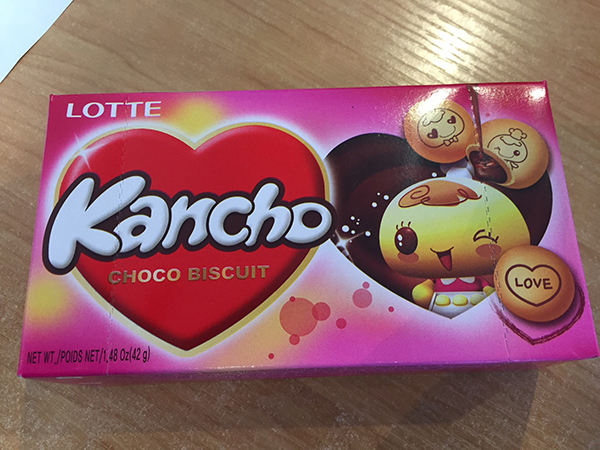 LOTTE
Kancho
CHOCO BISCUIT
LOVE
NET WT./POIDS NET/1.48 Oz(42 g)